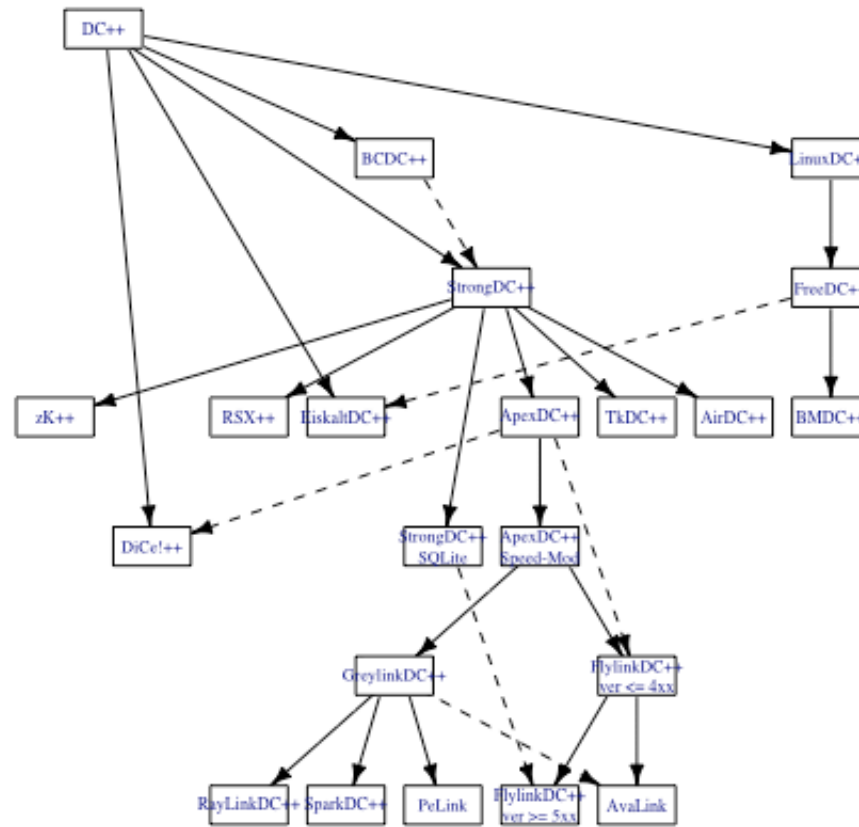 DC++
BCDC++
LinuxDC++
StrongDC++
FreeDC++
zK++
RSX++
EiskaltDC++
ApexDC++
TkDC++
AirDC++
BMDC++
DiCe!++
StrongDC++
SQLite
ApexDC++
Speed-Mod
GreylinkDC++
FlylinkDC++
ver <= 4xx
RayLinkDC++
SparkDC++
PeLink
FlylinkDC++
ver >= 5xx
AvaLink